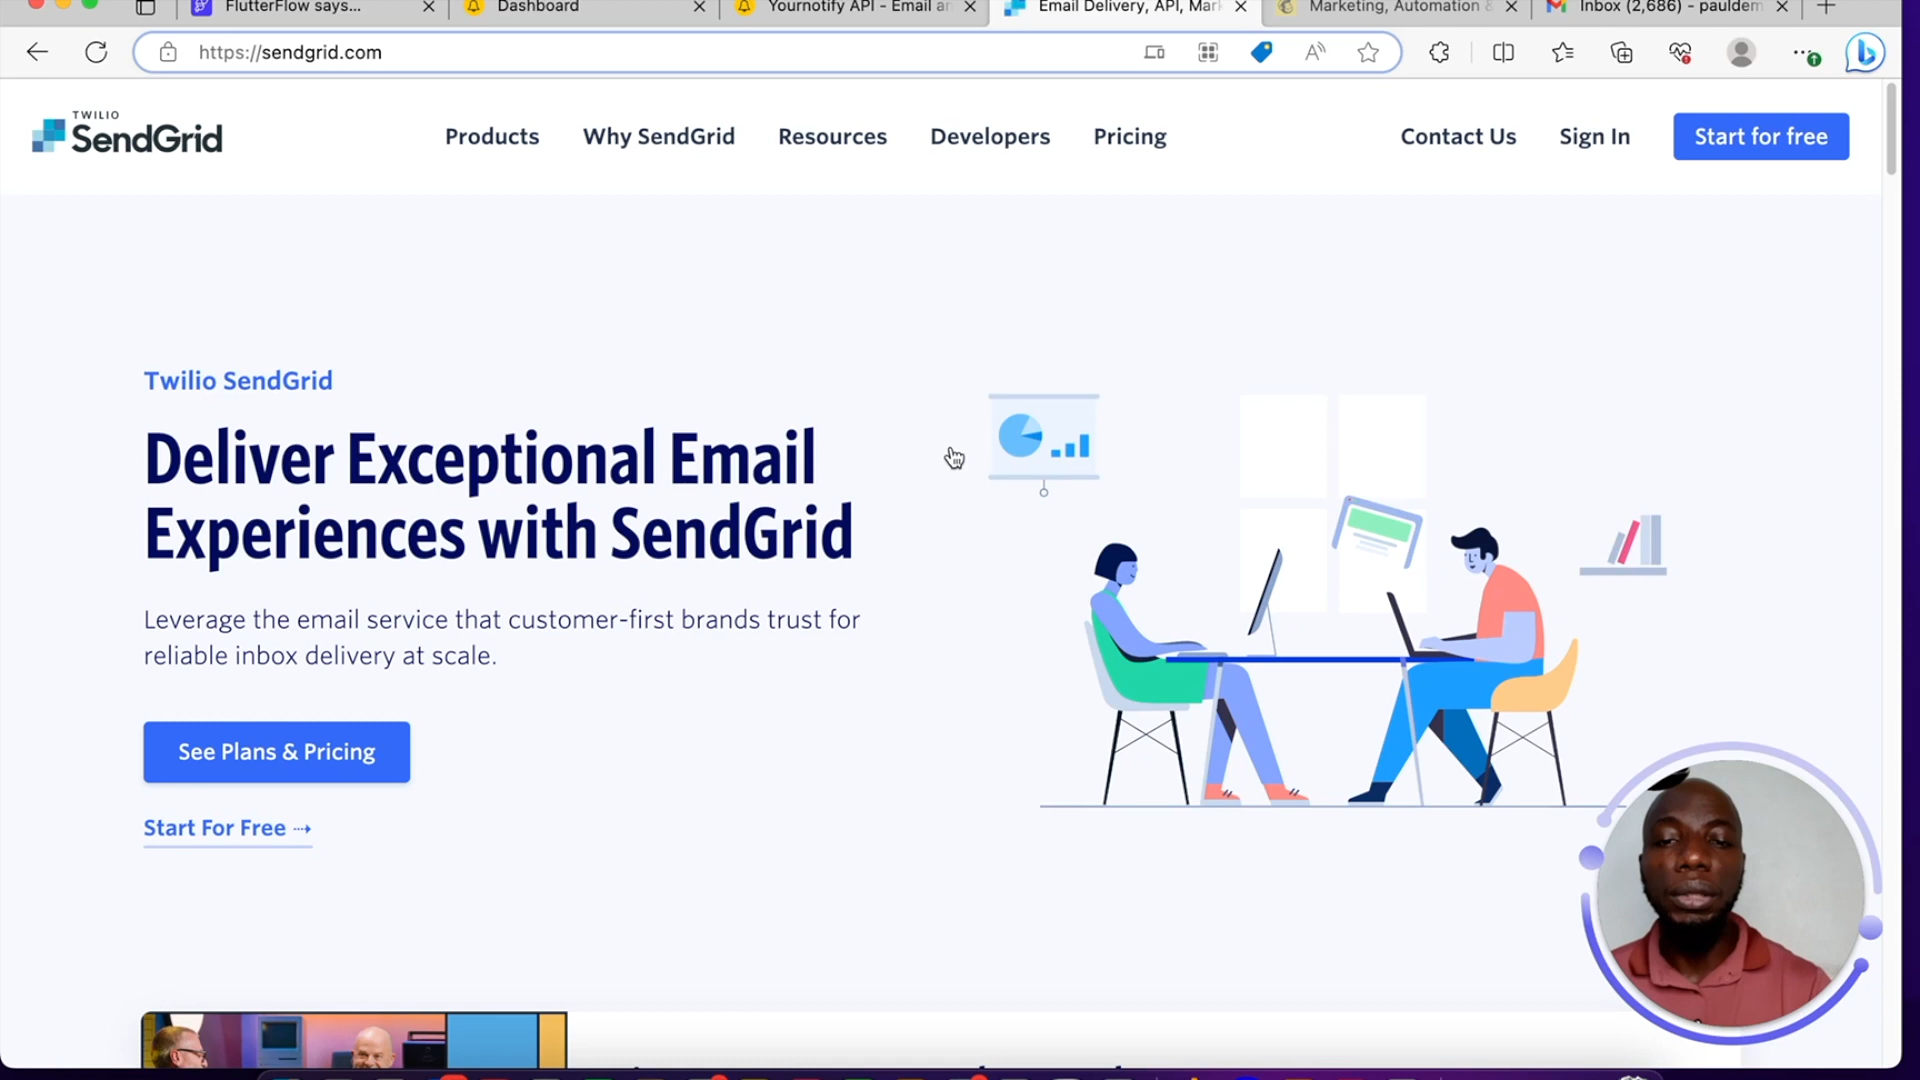 FlutterFlow says...
Dashboard
Yournotify API - Email an
Email Delivery, API, Mark
Marketing, Automation &
Inbox (2,686) - pauldem
https://sendgrid.com
TWILIO
SendGrid
Products
Why SendGrid
Resources
Developers
Pricing
Contact Us
Sign In
Start for free
Twilio SendGrid
Deliver Exceptional Email
Experiences with SendGrid
Leverage the email service that customer-first brands trust for
reliable inbox delivery at scale.
See Plans & Pricing
Start For Free